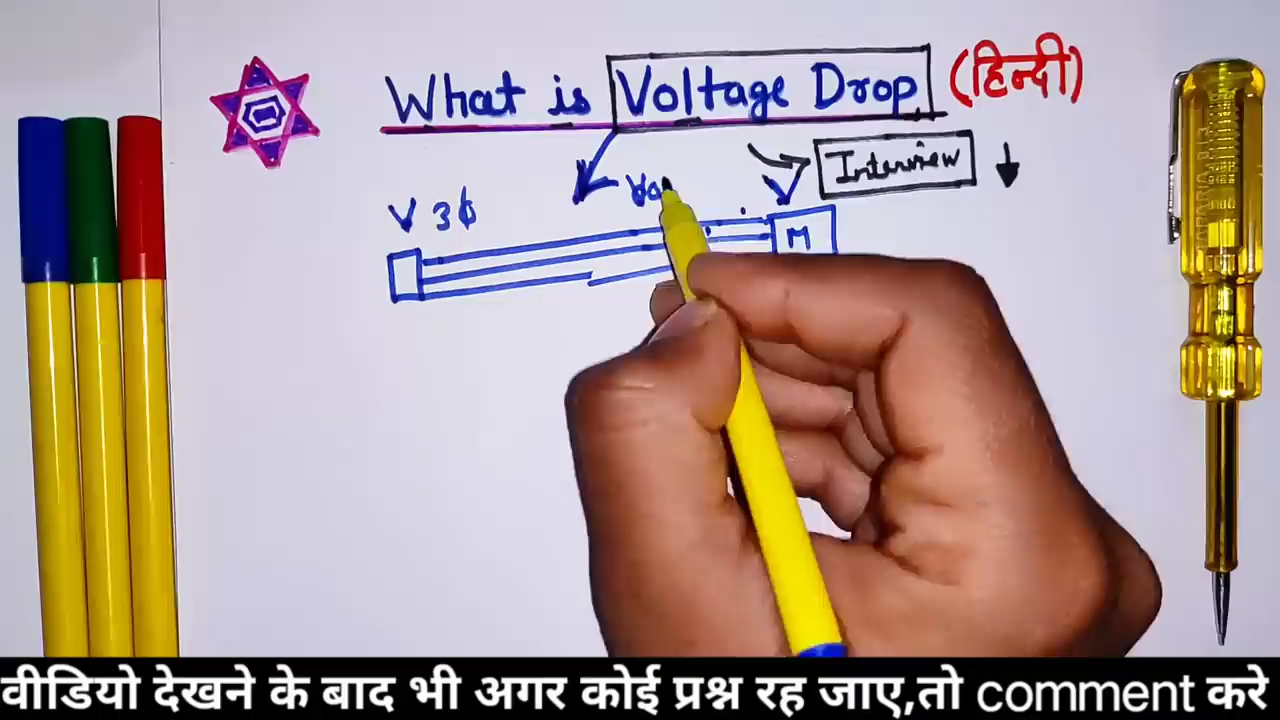 What is Voltage Drop (हिन्दी)
Interview
V 3ϕ
V
M
वीडियो देखने के बाद भी अगर कोई प्रश्न रह जाए,तो comment करे